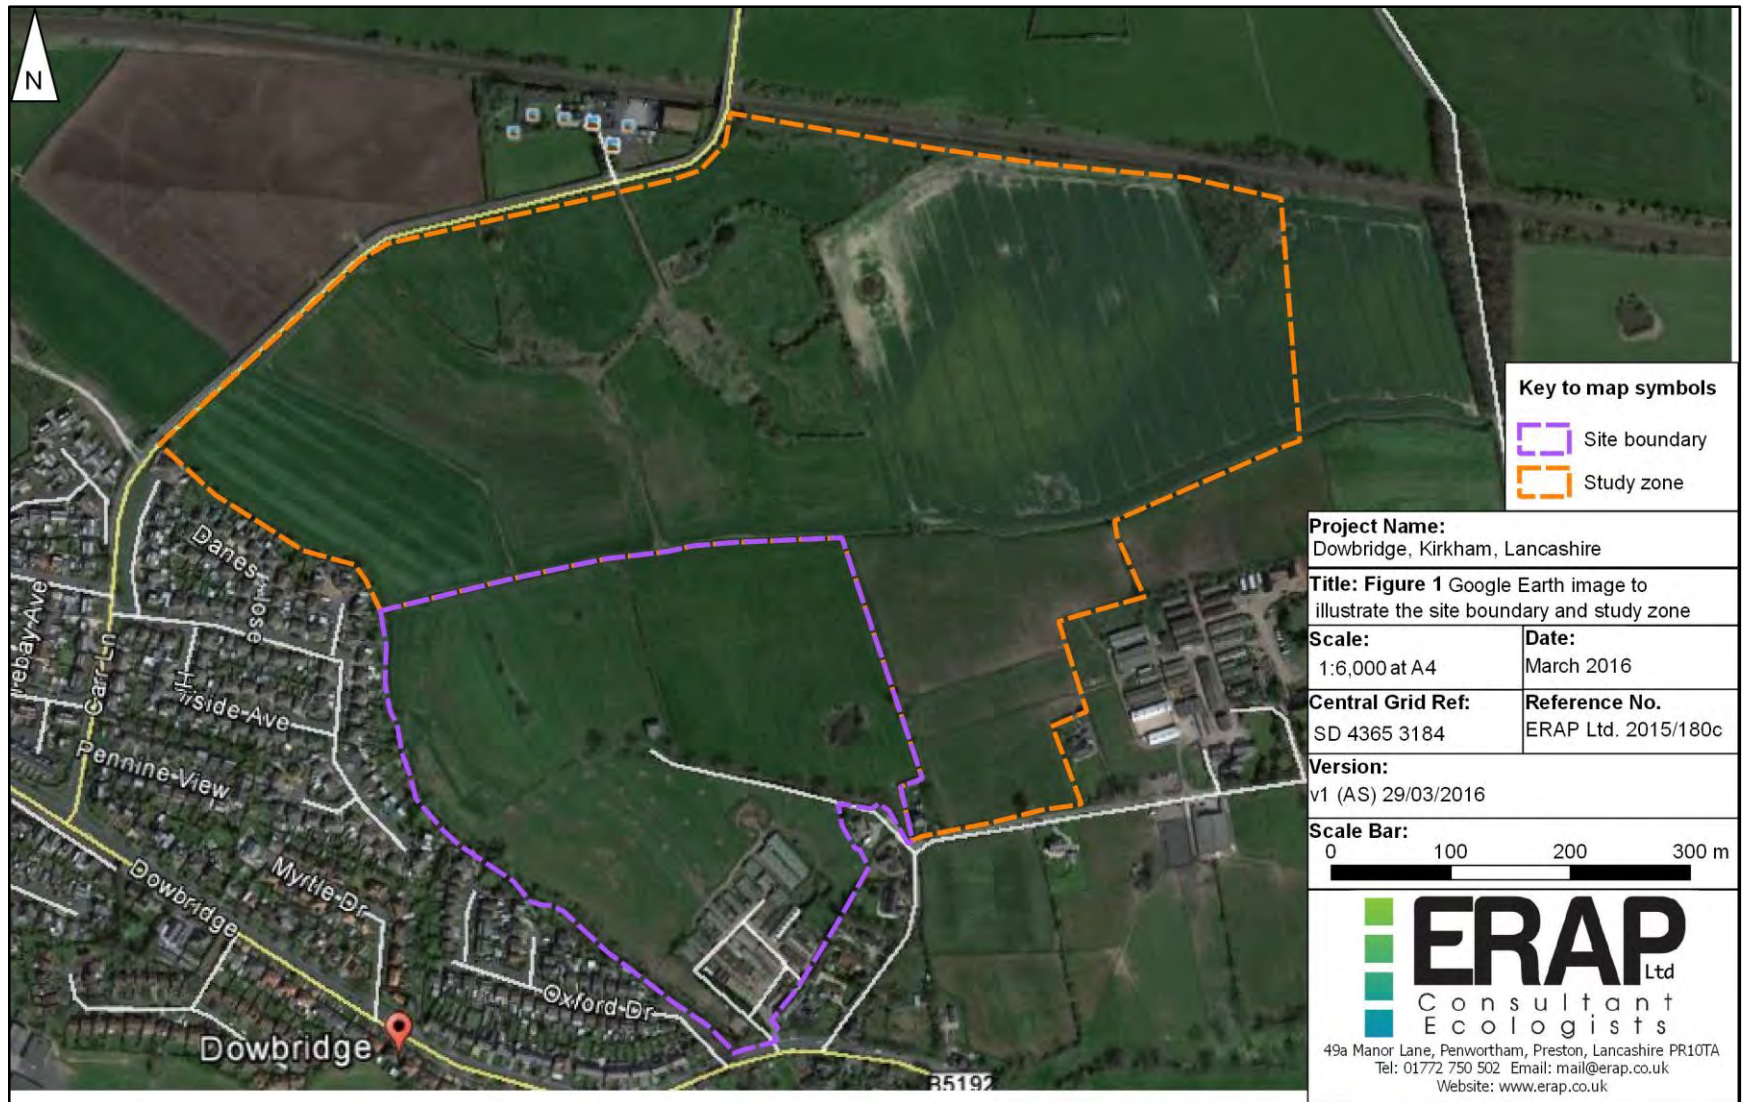 N
Danes
Close
Hillside Ave
Tebay Ave
Carr Ln
Pennine View
Dowbridge
Myrtle Dr
Oxford Dr
Dowbridge
B5192
Key to map symbols
Site boundary
Study zone
Project Name:
Dowbridge, Kirkham, Lancashire
Title: Figure 1 Google Earth image to
illustrate the site boundary and study zone
Scale:
1:6,000 at A4
Date:
March 2016
Central Grid Ref:
SD 4365 3184
Reference No.
ERAP Ltd. 2015/180c
Version:
v1 (AS) 29/03/2016
Scale Bar:
0 100 200 300 m
ERAP Ltd
Consultant
Ecologists
49a Manor Lane, Penwortham, Preston, Lancashire PR10TA
Tel: 01772 750 502 Email: mail@erap.co.uk
Website: www.erap.co.uk